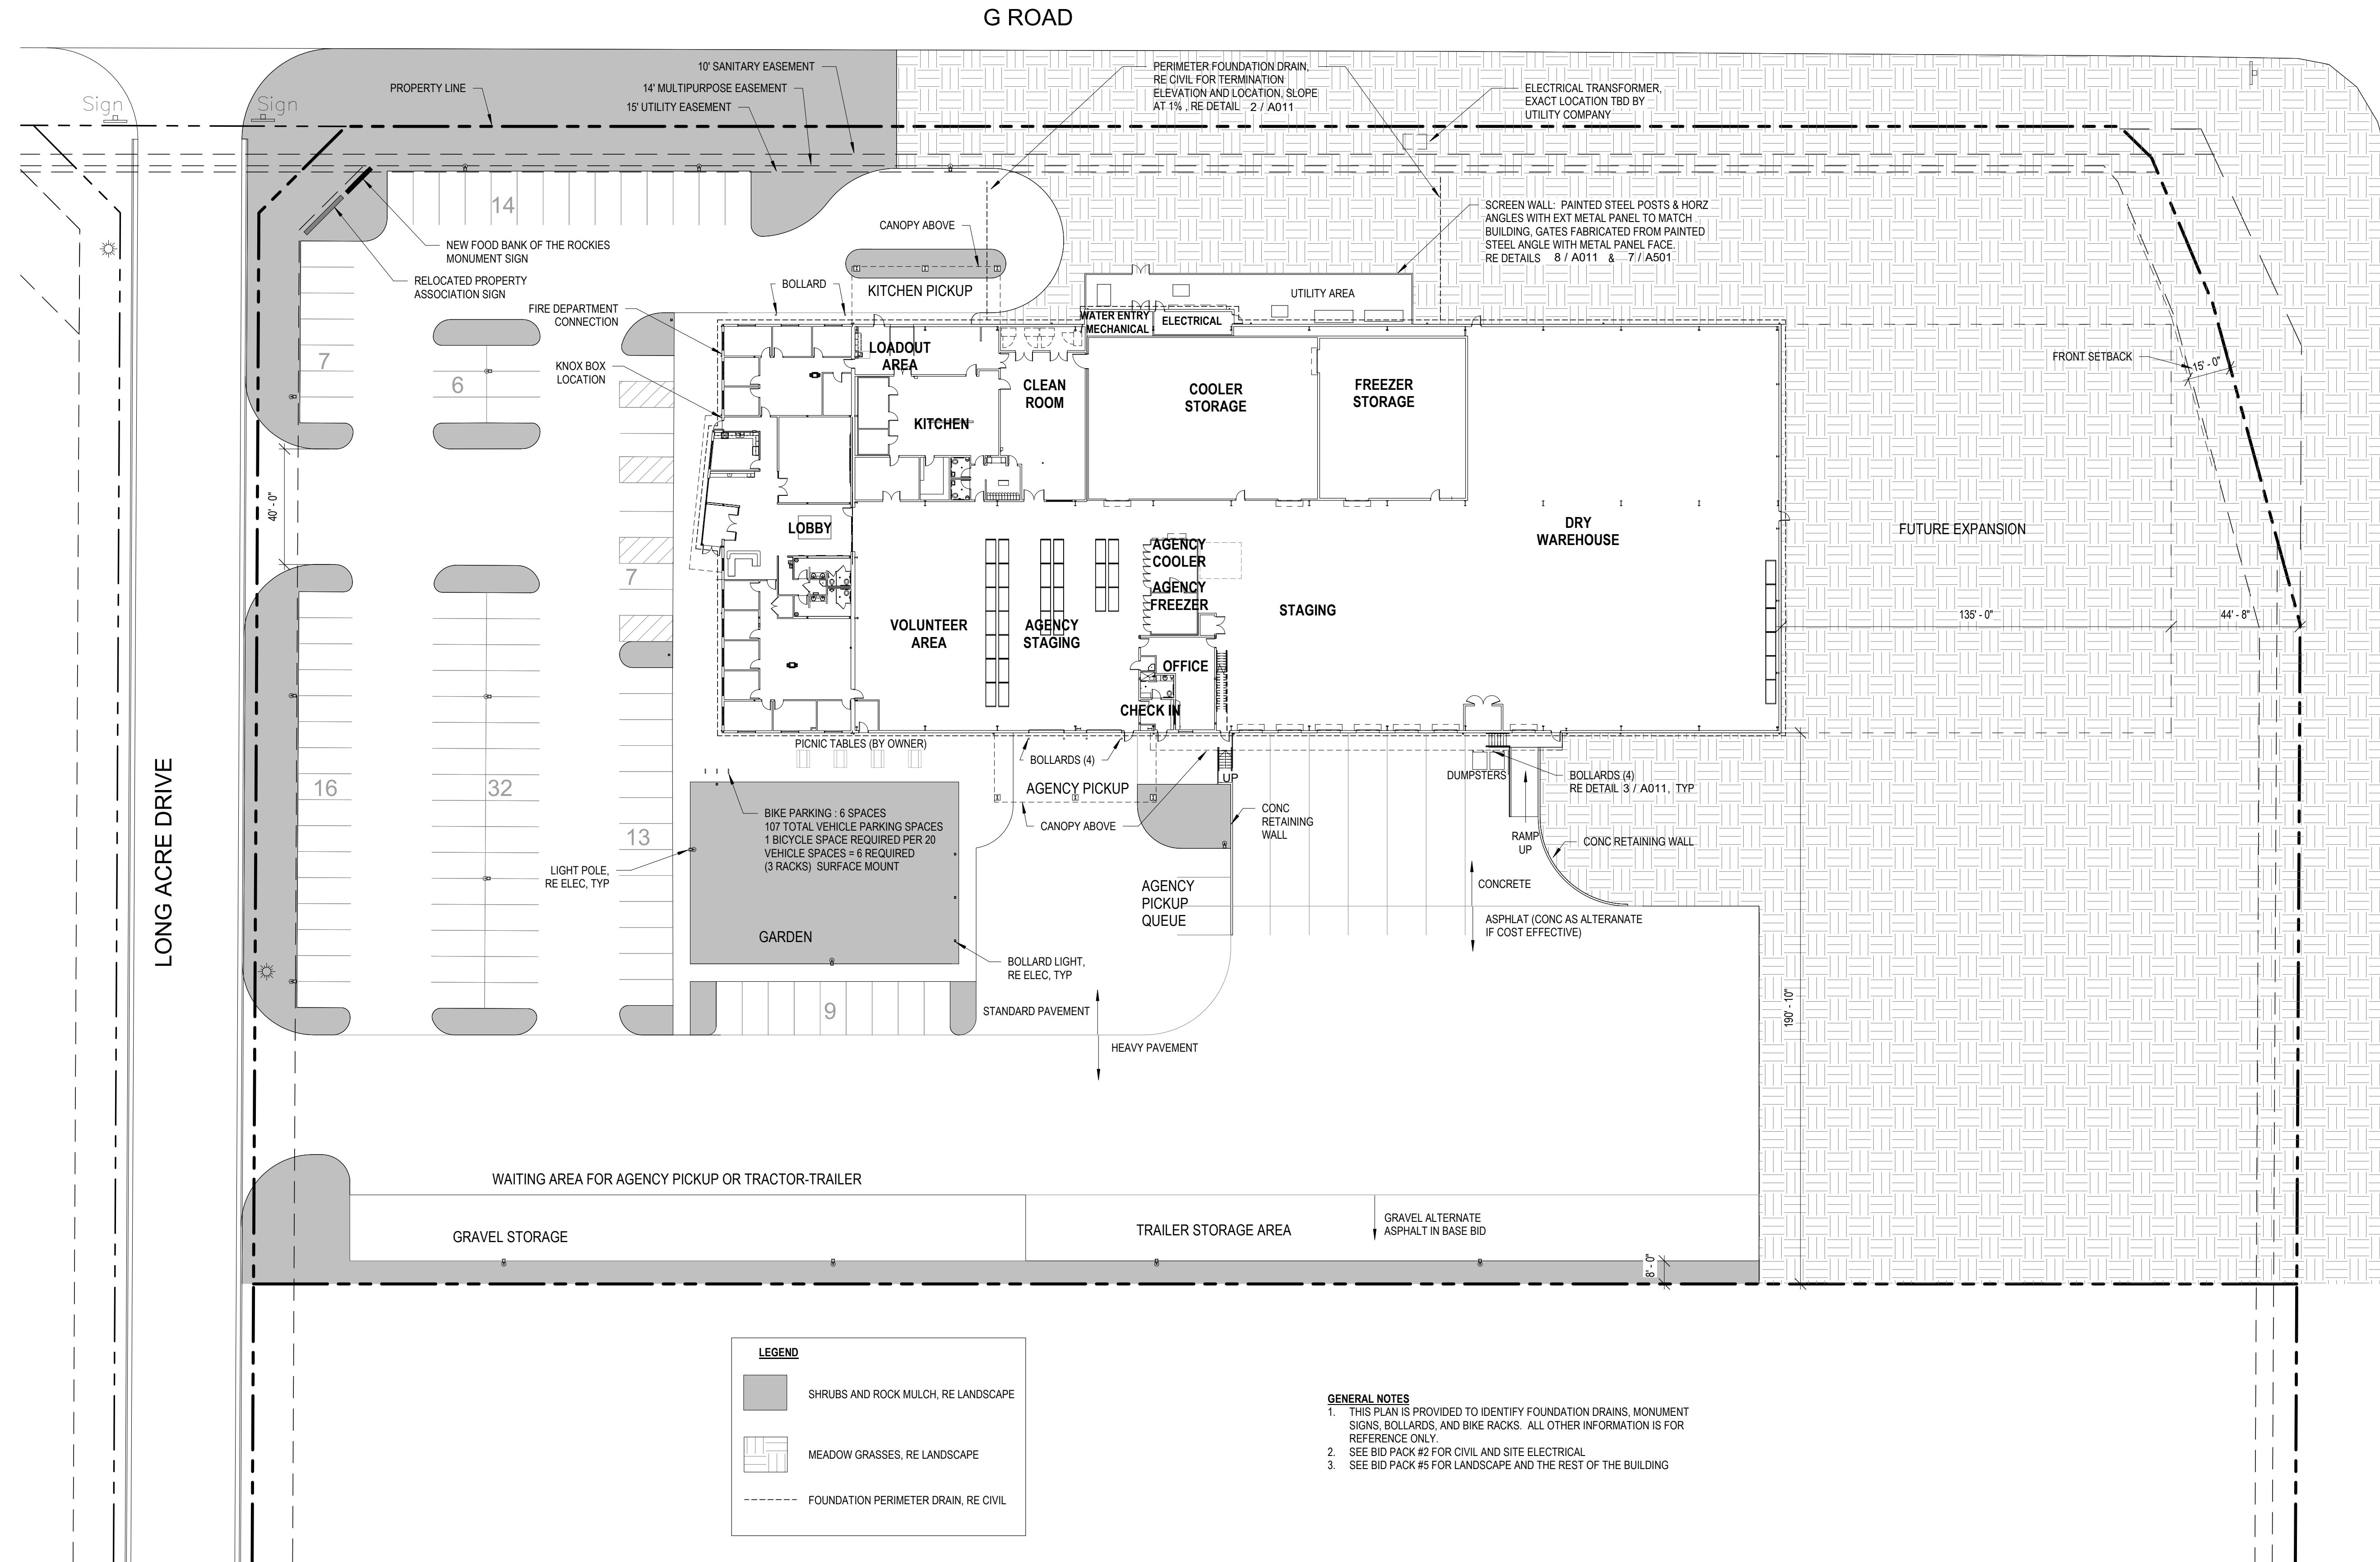 G ROAD
Sign
Sign
PROPERTY LINE
10' SANITARY EASEMENT
14' MULTIPURPOSE EASEMENT
15' UTILITY EASEMENT
PERIMETER FOUNDATION DRAIN,
RE CIVIL FOR TERMINATION
ELEVATION AND LOCATION, SLOPE
AT 1% , RE DETAIL 2 / A011
ELECTRICAL TRANSFORMER,
EXACT LOCATION TBD BY
UTILITY COMPANY
14
NEW FOOD BANK OF THE ROCKIES
MONUMENT SIGN
RELOCATED PROPERTY
ASSOCIATION SIGN
CANOPY ABOVE
SCREEN WALL: PAINTED STEEL POSTS & HORZ
ANGLES WITH EXT METAL PANEL TO MATCH
BUILDING, GATES FABRICATED FROM PAINTED
STEEL ANGLE WITH METAL PANEL FACE.
RE DETAILS 8 / A011 & 7 / A501
BOLLARD
KITCHEN PICKUP
UTILITY AREA
FIRE DEPARTMENT
CONNECTION
WATER ENTRY
MECHANICAL
ELECTRICAL
KNOX BOX
LOCATION
7
6
LOADOUT
AREA
CLEAN
ROOM
COOLER
STORAGE
FREEZER
STORAGE
KITCHEN
FRONT SETBACK
15' - 0"
40' - 0"
LOBBY
DRY
WAREHOUSE
FUTURE EXPANSION
AGENCY
COOLER
AGENCY
FREEZER
7
STAGING
VOLUNTEER
AREA
AGENCY
STAGING
135' - 0"
44' - 8"
OFFICE
CHECK IN
PICNIC TABLES (BY OWNER)
BOLLARDS (4)
UP
DUMPSTERS
BOLLARDS (4)
RE DETAIL 3 / A011, TYP
AGENCY PICKUP
16
32
13
BIKE PARKING : 6 SPACES
107 TOTAL VEHICLE PARKING SPACES
1 BICYCLE SPACE REQUIRED PER 20
VEHICLE SPACES = 6 REQUIRED
(3 RACKS) SURFACE MOUNT
CANOPY ABOVE
CONC
RETAINING
WALL
RAMP
UP
CONC RETAINING WALL
LIGHT POLE,
RE ELEC, TYP
LONG ACRE DRIVE
AGENCY
PICKUP
QUEUE
CONCRETE
ASPHLAT (CONC AS ALTERANATE
IF COST EFFECTIVE)
GARDEN
BOLLARD LIGHT,
RE ELEC, TYP
9
STANDARD PAVEMENT
HEAVY PAVEMENT
190' - 10"
WAITING AREA FOR AGENCY PICKUP OR TRACTOR-TRAILER
GRAVEL STORAGE
TRAILER STORAGE AREA
GRAVEL ALTERNATE
ASPHALT IN BASE BID
8' - 0"
LEGEND
SHRUBS AND ROCK MULCH, RE LANDSCAPE
MEADOW GRASSES, RE LANDSCAPE
FOUNDATION PERIMETER DRAIN, RE CIVIL
GENERAL NOTES
1. THIS PLAN IS PROVIDED TO IDENTIFY FOUNDATION DRAINS, MONUMENT
SIGNS, BOLLARDS, AND BIKE RACKS. ALL OTHER INFORMATION IS FOR
REFERENCE ONLY.
2. SEE BID PACK #2 FOR CIVIL AND SITE ELECTRICAL
3. SEE BID PACK #5 FOR LANDSCAPE AND THE REST OF THE BUILDING